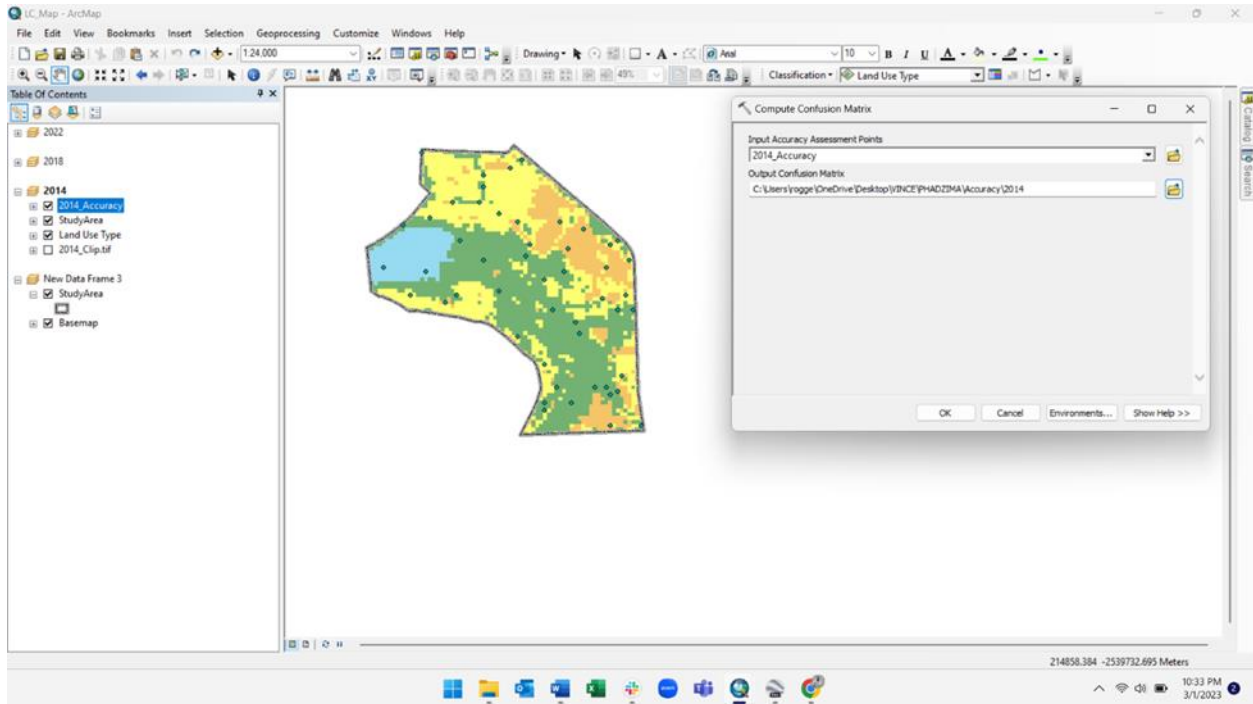 LC_Map - ArcMap
File Edit View Bookmarks Insert Selection Geoprocessing Customize Windows Help
1:24,000 Drawing A Arial 10 B I U A
49% Classification Land Use Type
Table Of Contents
2022
2018
2014
2014_Accuracy
StudyArea
Land Use Type
2014_Clip.tif
New Data Frame 3
StudyArea
Basemap
Compute Confusion Matrix
Input Accuracy Assessment Points
2014_Accuracy
Output Confusion Matrix
C:\Users\rogge\OneDrive\Desktop\VINCE\PHADZIMA\Accuracy\2014
OK Cancel Environments... Show Help >>
Catalog
Search
214858.384 -2539732.695 Meters
10:33 PM
3/1/2023
2